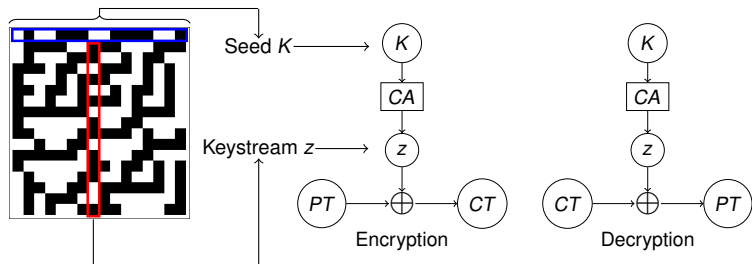 Seed K
K
K
CA
CA
Keystream z
z
z
PT
CT
CT
PT
Encryption
Decryption